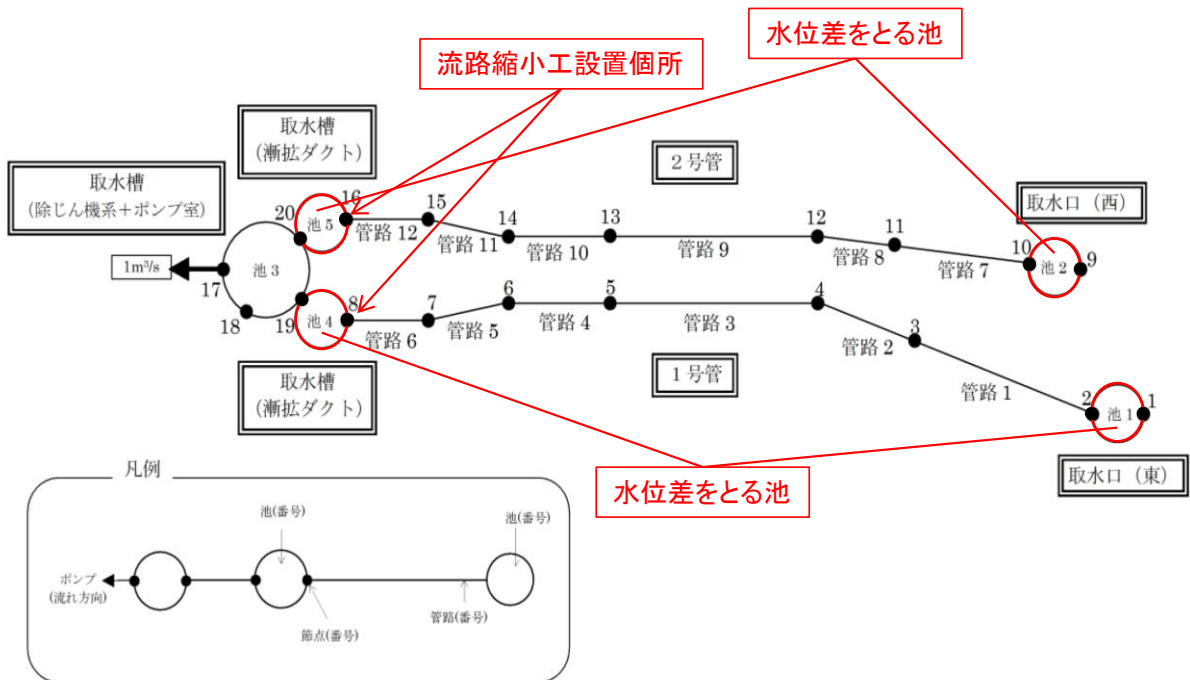 水位差をとる池
流路縮小工設置個所
取水槽
(漸拡ダクト)
2号管
取水槽
(除じん機系+ポンプ室)
取水口(西)
16
15
14
13
12
11
10
9
20
池5
管路12
管路11
管路10
管路9
管路8
管路7
池2
1m³/s
17
池3
18
19
池4
8
7
6
5
4
3
2
1
管路6
管路5
管路4
管路3
管路2
管路1
池1
取水槽
(漸拡ダクト)
1号管
取水口(東)
水位差をとる池
凡例
池(番号)
池(番号)
ポンプ
(流れ方向)
節点(番号)
管路(番号)